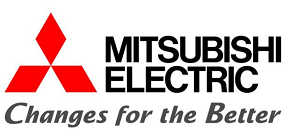 MITSUBISHI
ELECTRIC
Changes for the Better